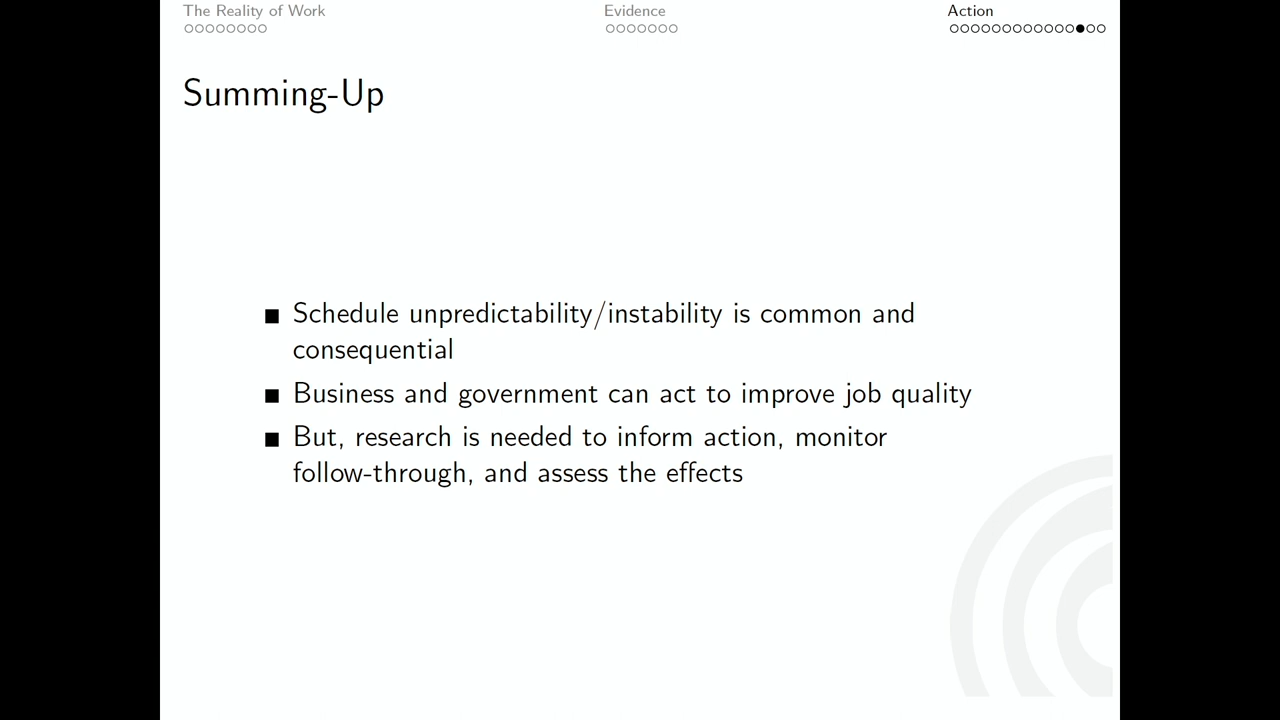 The Reality of Work
Evidence
Action
Summing-Up
Schedule unpredictability/instability is common and
consequential
Business and government can act to improve job quality
But, research is needed to inform action, monitor
follow-through, and assess the effects